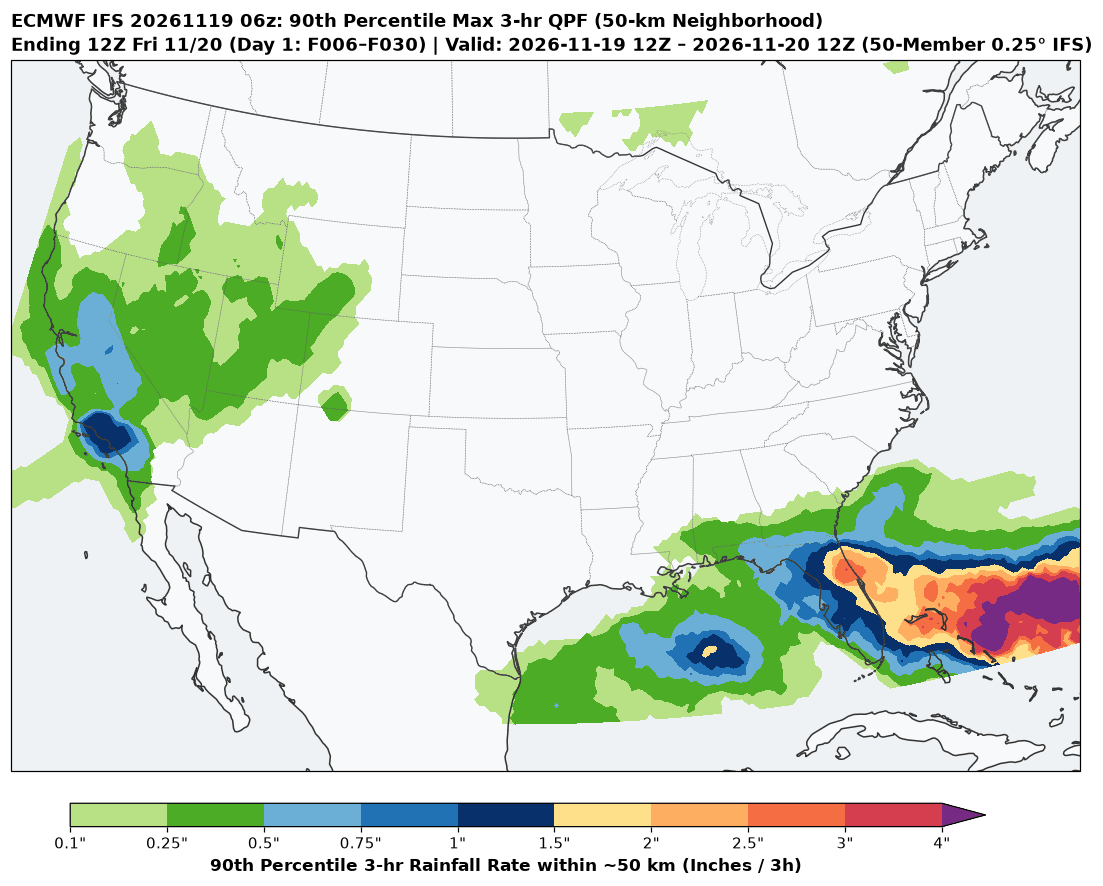 ECMWF IFS 20261119 06z: 90th Percentile Max 3-hr QPF (50-km Neighborhood)
Ending 12Z Fri 11/20 (Day 1: F006–F030) | Valid: 2026-11-19 12Z – 2026-11-20 12Z (50-Member 0.25° IFS)
0.1" 0.25" 0.5" 0.75" 1" 1.5" 2" 2.5" 3" 4"
90th Percentile 3-hr Rainfall Rate within ~50 km (Inches / 3h)